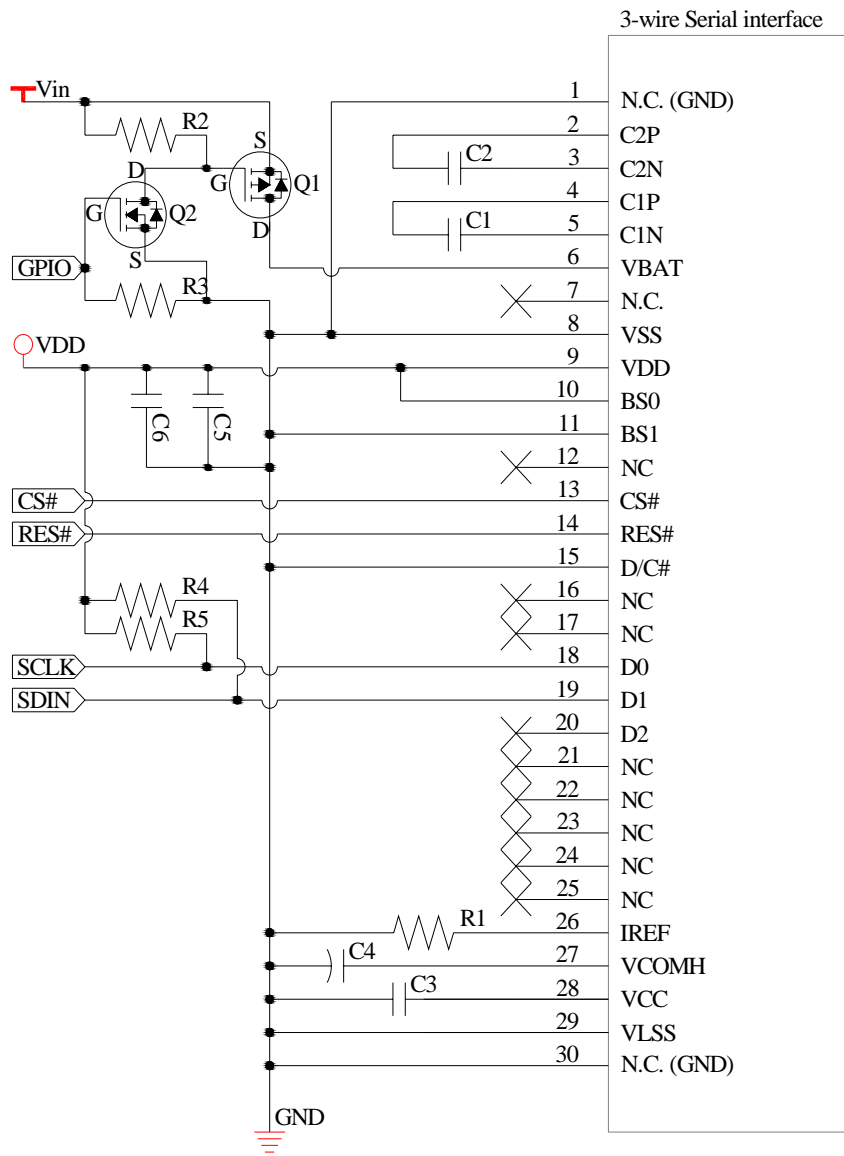 3-wire Serial interface
Vin
1 N.C. (GND)
R2
2 C2P
S
C2
3 C2N
D
G
Q1
4 C1P
G
Q2
C1
5 C1N
D
S
GPIO
6 VBAT
R3
7 N.C.
8 VSS
VDD
9 VDD
10 BS0
C6
C5
11 BS1
12 NC
CS#
13 CS#
RES#
14 RES#
15 D/C#
R4
16 NC
R5
17 NC
SCLK
18 D0
SDIN
19 D1
20 D2
21 NC
22 NC
23 NC
24 NC
25 NC
R1
26 IREF
C4
27 VCOMH
C3
28 VCC
29 VLSS
30 N.C. (GND)
GND